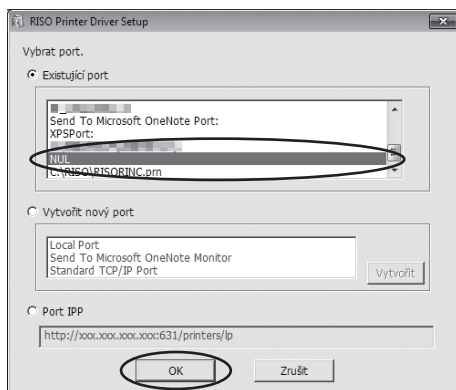 RISO Printer Driver Setup
Vybrat port.
Existující port
Send To Microsoft OneNote Port:
XPSPort:
NUL
C:\RISO\RISORINC.prn
Vytvořit nový port
Local Port
Send To Microsoft OneNote Monitor
Standard TCP/IP Port
Vytvořit
Port IPP
http://xxx.xxx.xxx.xxx:631/printers/lp
OK
Zrušit